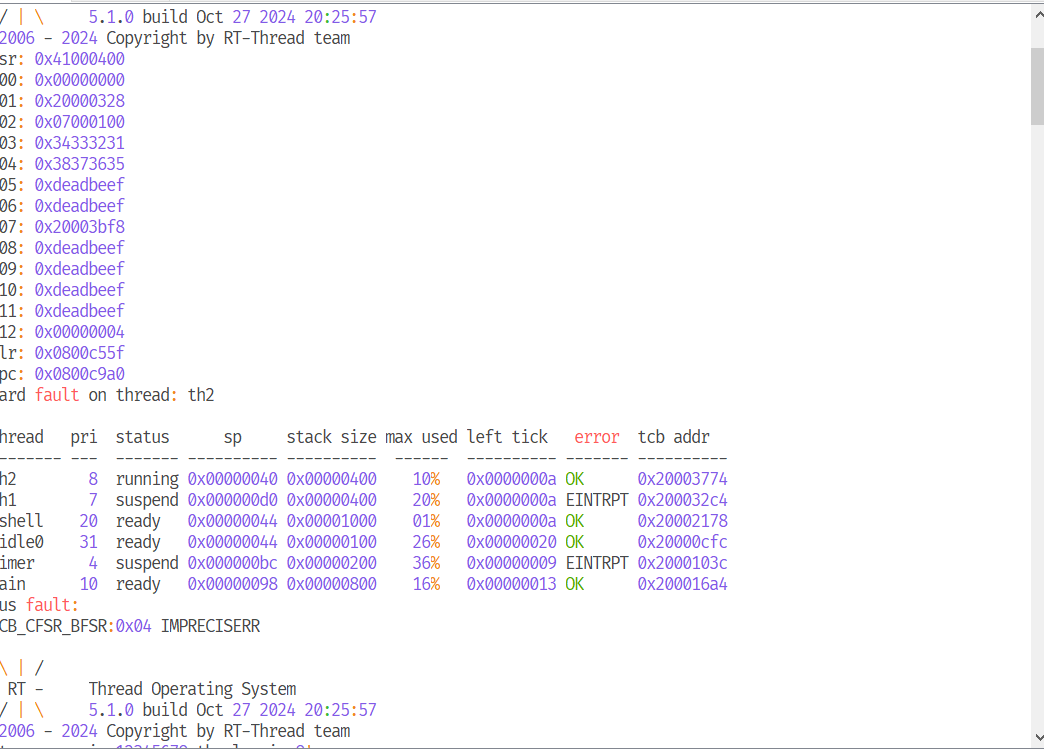 / | \     5.1.0 build Oct 27 2024 20:25:57
2006 - 2024 Copyright by RT-Thread team
sr: 0x41000400
00: 0x00000000
01: 0x20000328
02: 0x07000100
03: 0x34333231
04: 0x38373635
05: 0xdeadbeef
06: 0xdeadbeef
07: 0x20003bf8
08: 0xdeadbeef
09: 0xdeadbeef
10: 0xdeadbeef
11: 0xdeadbeef
12: 0x00000004
lr: 0x0800c55f
pc: 0x0800c9a0
ard fault on thread: th2
hread   pri  status      sp     stack size max used left tick   error   tcb addr
------- ---  ------- ---------- ----------  ------  ---------- ------- ----------
h2        8  running 0x00000040 0x00000400    10%   0x0000000a OK      0x20003774
h1        7  suspend 0x000000d0 0x00000400    20%   0x0000000a EINTRPT 0x200032c4
shell    20  ready   0x00000044 0x00001000    01%   0x0000000a OK      0x20002178
idle0    31  ready   0x00000044 0x00000100    26%   0x00000020 OK      0x20000cfc
imer      4  suspend 0x000000bc 0x00000200    36%   0x00000009 EINTRPT 0x2000103c
ain      10  ready   0x00000098 0x00000800    16%   0x00000013 OK      0x200016a4
us fault:
CB_CFSR_BFSR:0x04 IMPRECISERR
\ | /
RT -     Thread Operating System
/ | \     5.1.0 build Oct 27 2024 20:25:57
2006 - 2024 Copyright by RT-Thread team